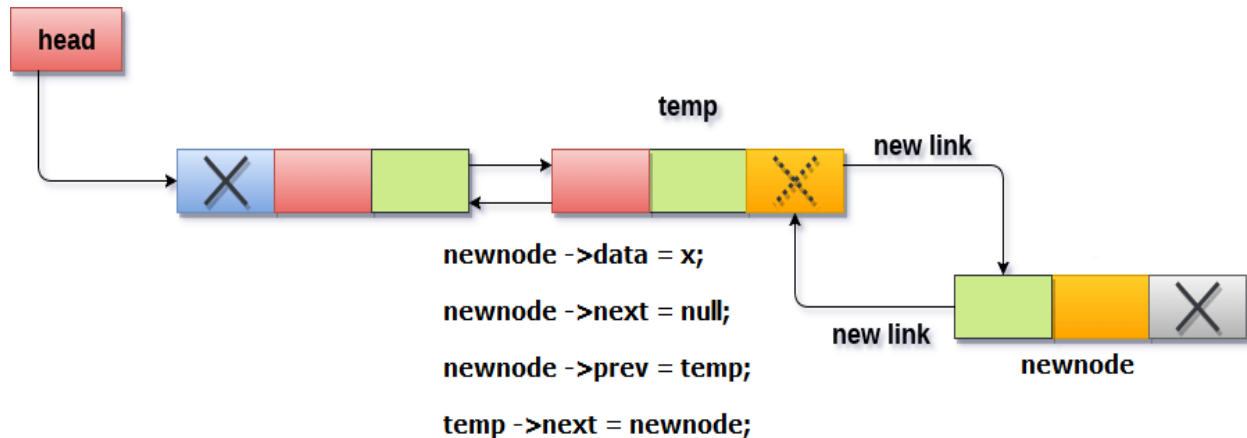 head
temp
new link
newnode ->data = x;
newnode ->next = null;
new link
newnode
newnode ->prev = temp;
temp ->next = newnode;